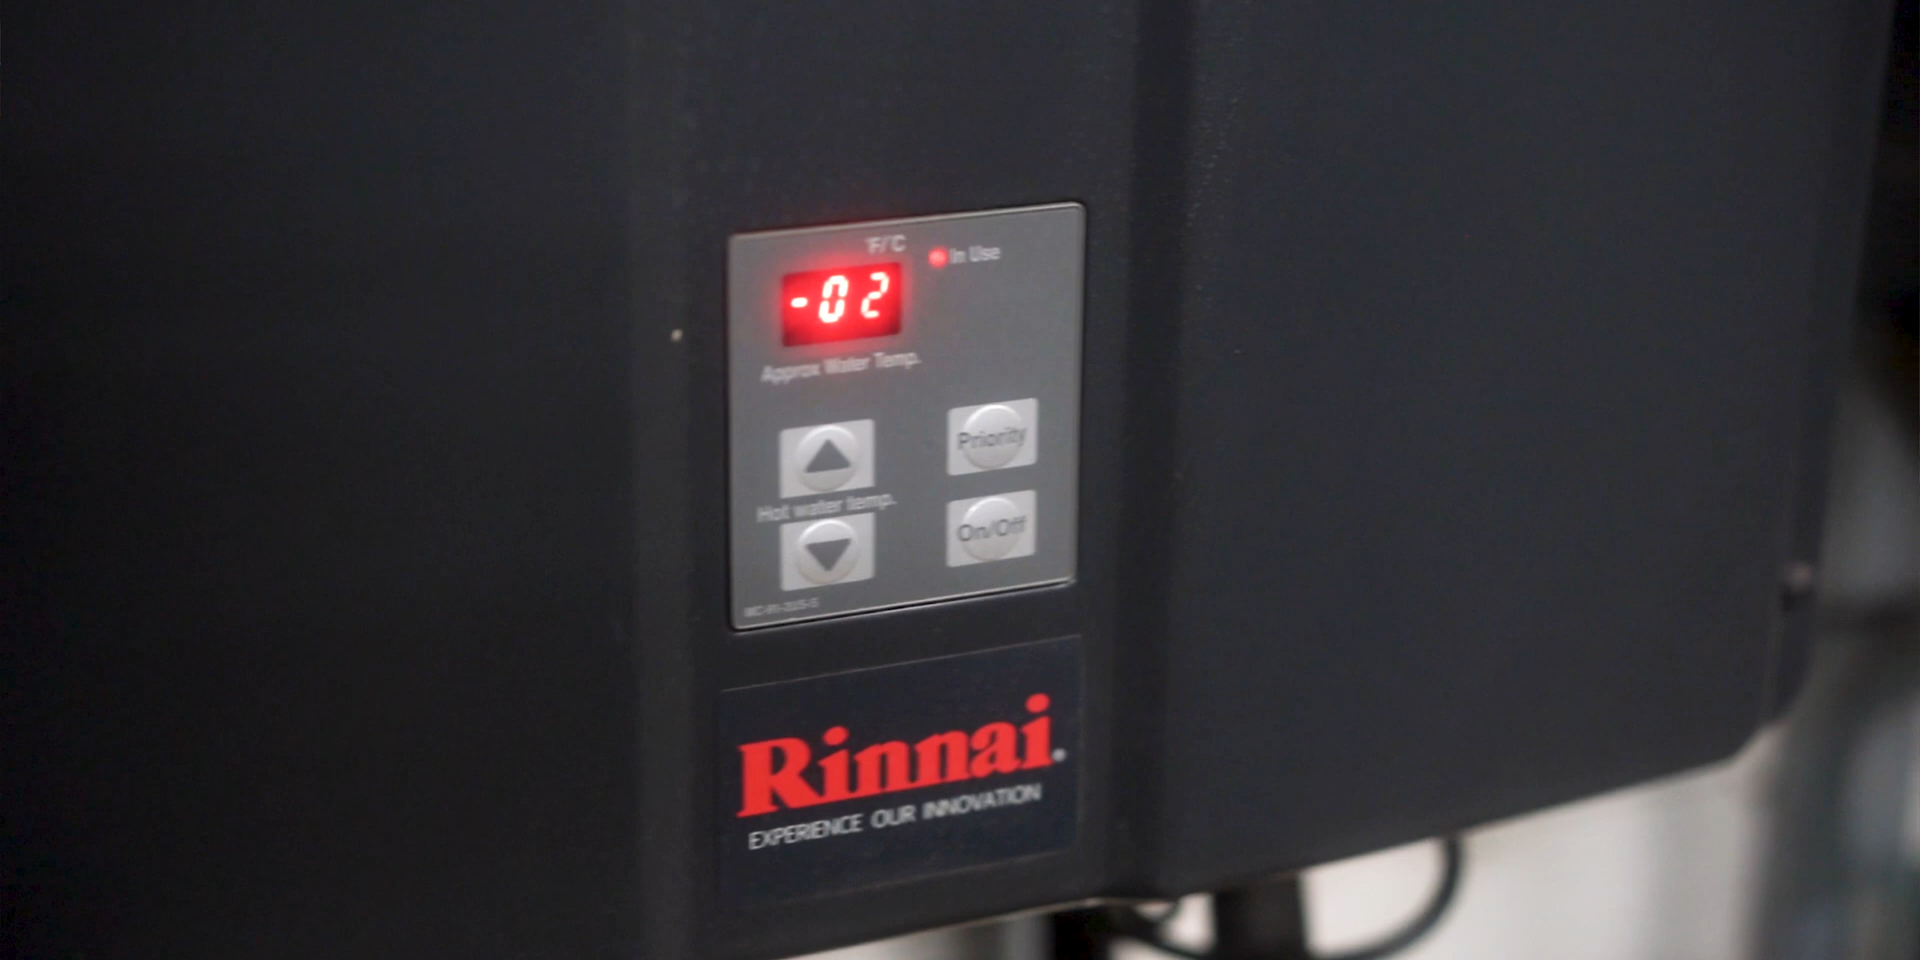 °F/°C
In Use
-02
Approx Water Temp.
Priority
Hot water temp.
On/Off
Rinnai
EXPERIENCE OUR INNOVATION